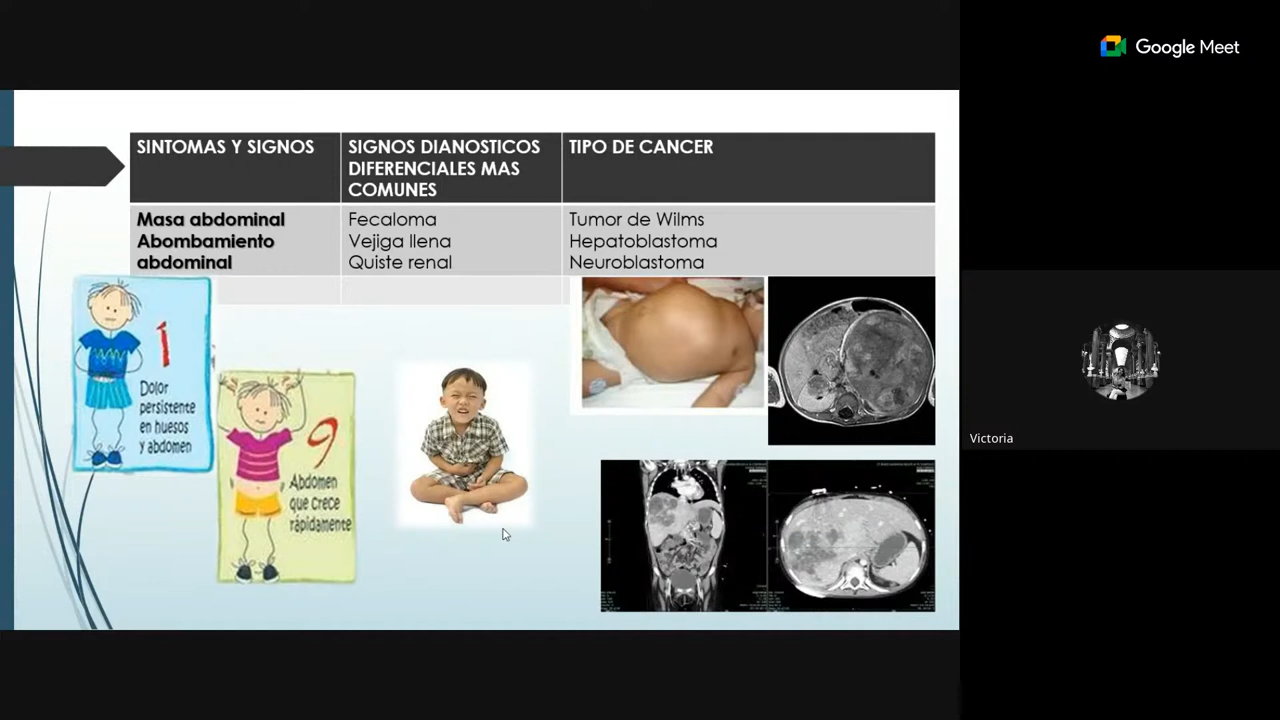 Google Meet
SINTOMAS Y SIGNOS
SIGNOS DIANOSTICOS
DIFERENCIALES MAS
COMUNES
TIPO DE CANCER
Masa abdominal
Abombamiento
abdominal
Fecaloma
Vejiga llena
Quiste renal
Tumor de Wilms
Hepatoblastoma
Neuroblastoma
1
Dolor
persistente
en huesos
y abdomen
9
Abdomen
que crece
rápidamente
Victoria